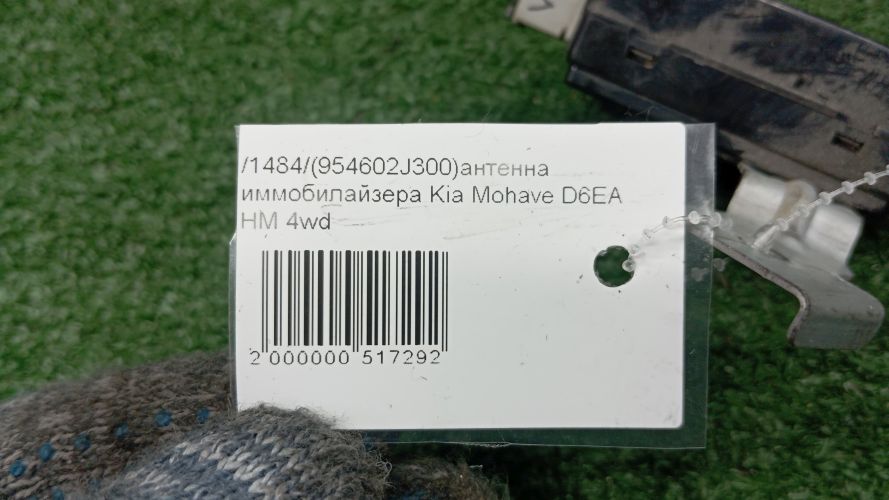 /1484/(954602J300)антенна
иммобилайзера Kia Mohave D6EA
HM 4wd
2 000000 517292